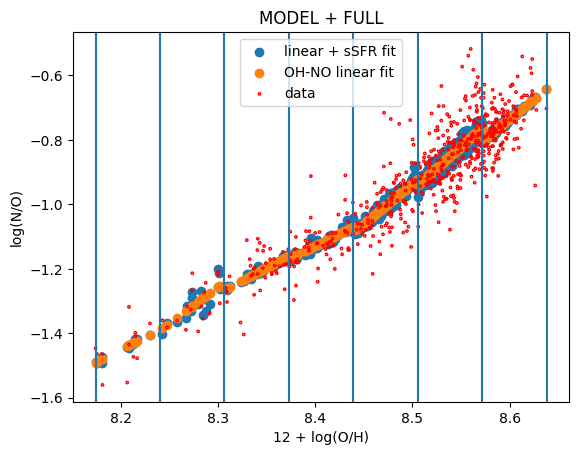 MODEL + FULL
linear + sSFR fit
OH-NO linear fit
data
log(N/O)
−0.6
−0.8
−1.0
−1.2
−1.4
−1.6
8.2 8.3 8.4 8.5 8.6
12 + log(O/H)